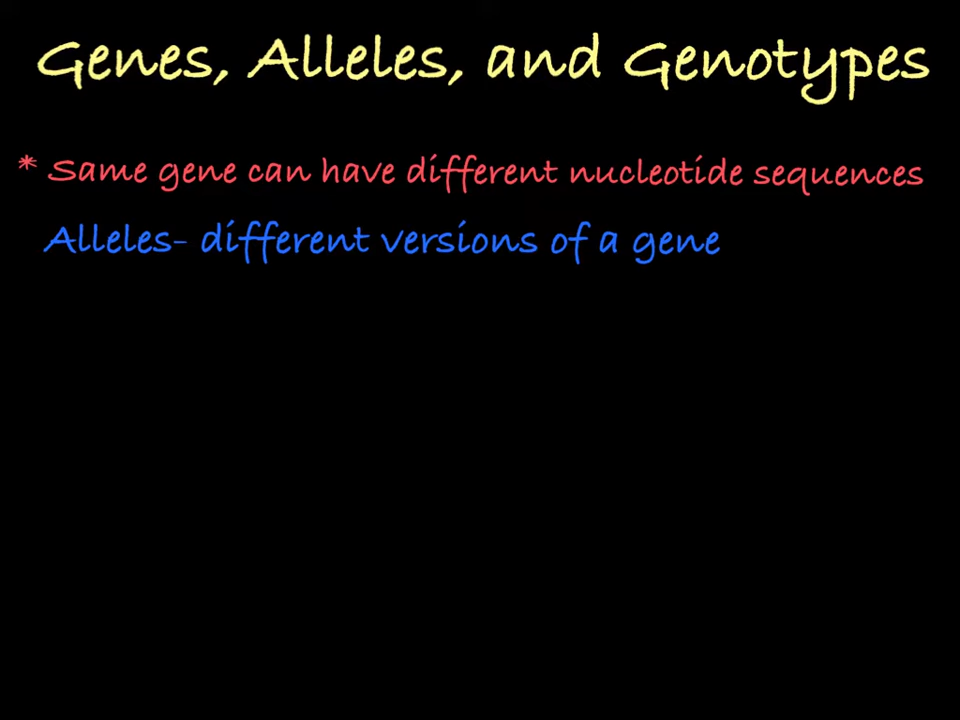 Genes, Alleles, and Genotypes
* Same gene can have different nucleotide sequences
Alleles- different versions of a gene